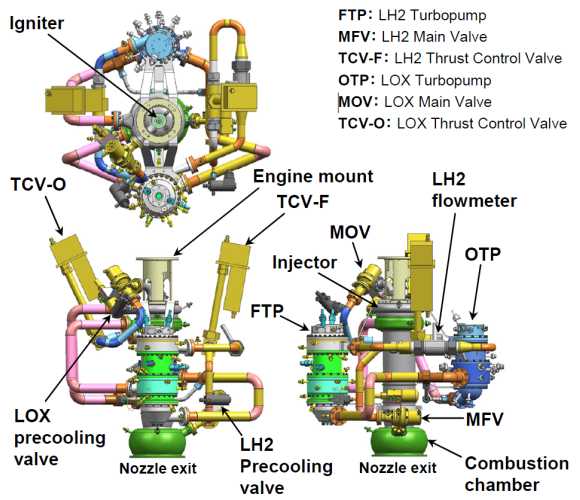 FTP: LH2 Turbopump
MFV: LH2 Main Valve
TCV-F: LH2 Thrust Control Valve
OTP: LOX Turbopump
MOV: LOX Main Valve
TCV-O: LOX Thrust Control Valve
Igniter
TCV-O
Engine mount
TCV-F
LH2
flowmeter
MOV
Injector
OTP
FTP
LOX
precooling
valve
Nozzle exit
LH2
Precooling
valve
Nozzle exit
MFV
Combustion
chamber